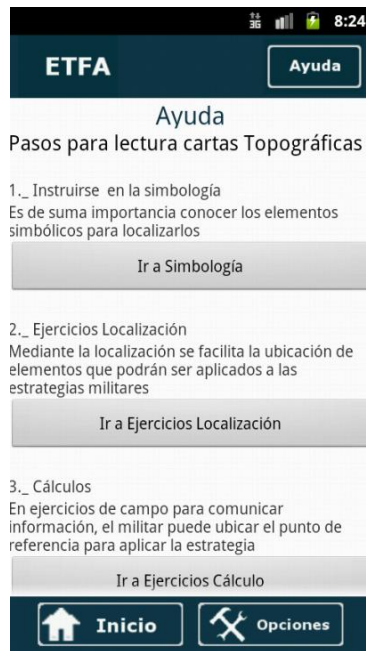 3G 8:24
ETFA Ayuda
Ayuda
Pasos para lectura cartas Topográficas
1._ Instruirse en la simbología
Es de suma importancia conocer los elementos
simbólicos para localizarlos
Ir a Simbología
2._ Ejercicios Localización
Mediante la localización se facilita la ubicación de
elementos que podrán ser aplicados a las
estrategias militares
Ir a Ejercicios Localización
3._ Cálculos
En ejercicios de campo para comunicar
información, el militar puede ubicar el punto de
referencia para aplicar la estrategia
Ir a Ejercicios Cálculo
Inicio Opciones